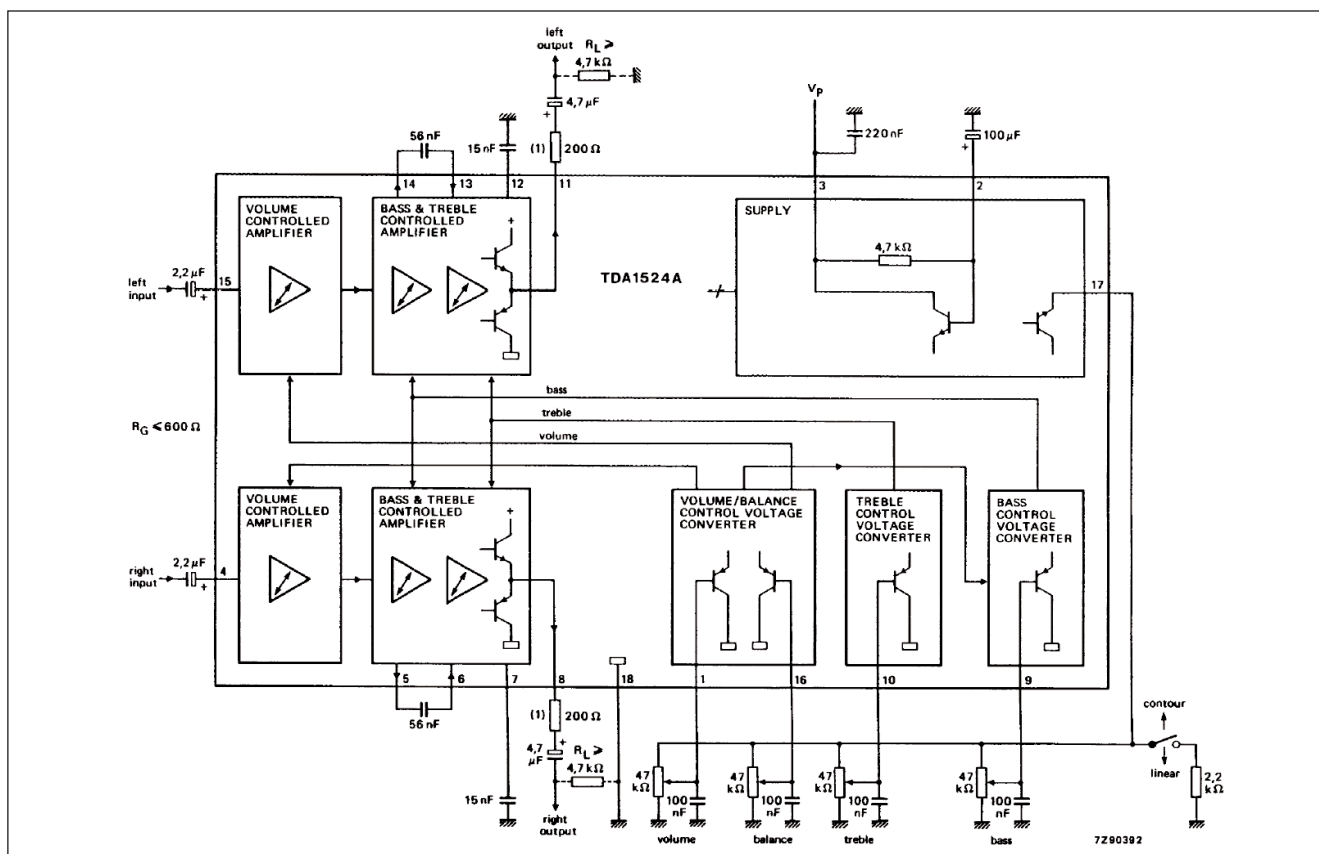 left
output
R_L ⩾
4,7 kΩ
4,7 μF
+
56 nF
15 nF
(1)
200 Ω
14
13
12
11
V_P
220 nF
100 μF
+
3
2
VOLUME
CONTROLLED
AMPLIFIER
BASS & TREBLE
CONTROLLED
AMPLIFIER
+
SUPPLY
4,7 kΩ
TDA1524A
17
2,2 μF
15
left
input
+
bass
treble
volume
R_G ⩽ 600 Ω
VOLUME
CONTROLLED
AMPLIFIER
BASS & TREBLE
CONTROLLED
AMPLIFIER
+
VOLUME/BALANCE
CONTROL VOLTAGE
CONVERTER
TREBLE
CONTROL
VOLTAGE
CONVERTER
BASS
CONTROL
VOLTAGE
CONVERTER
2,2 μF
4
right
input
+
5
6
7
8
18
1
16
10
9
56 nF
(1)
200 Ω
4,7
μF
+
R_L ⩾
4,7 kΩ
15 nF
right
output
contour
linear
47
kΩ
100
nF
47
kΩ
100
nF
47
kΩ
100
nF
47
kΩ
100
nF
2,2
kΩ
volume
balance
treble
bass
7Z90392